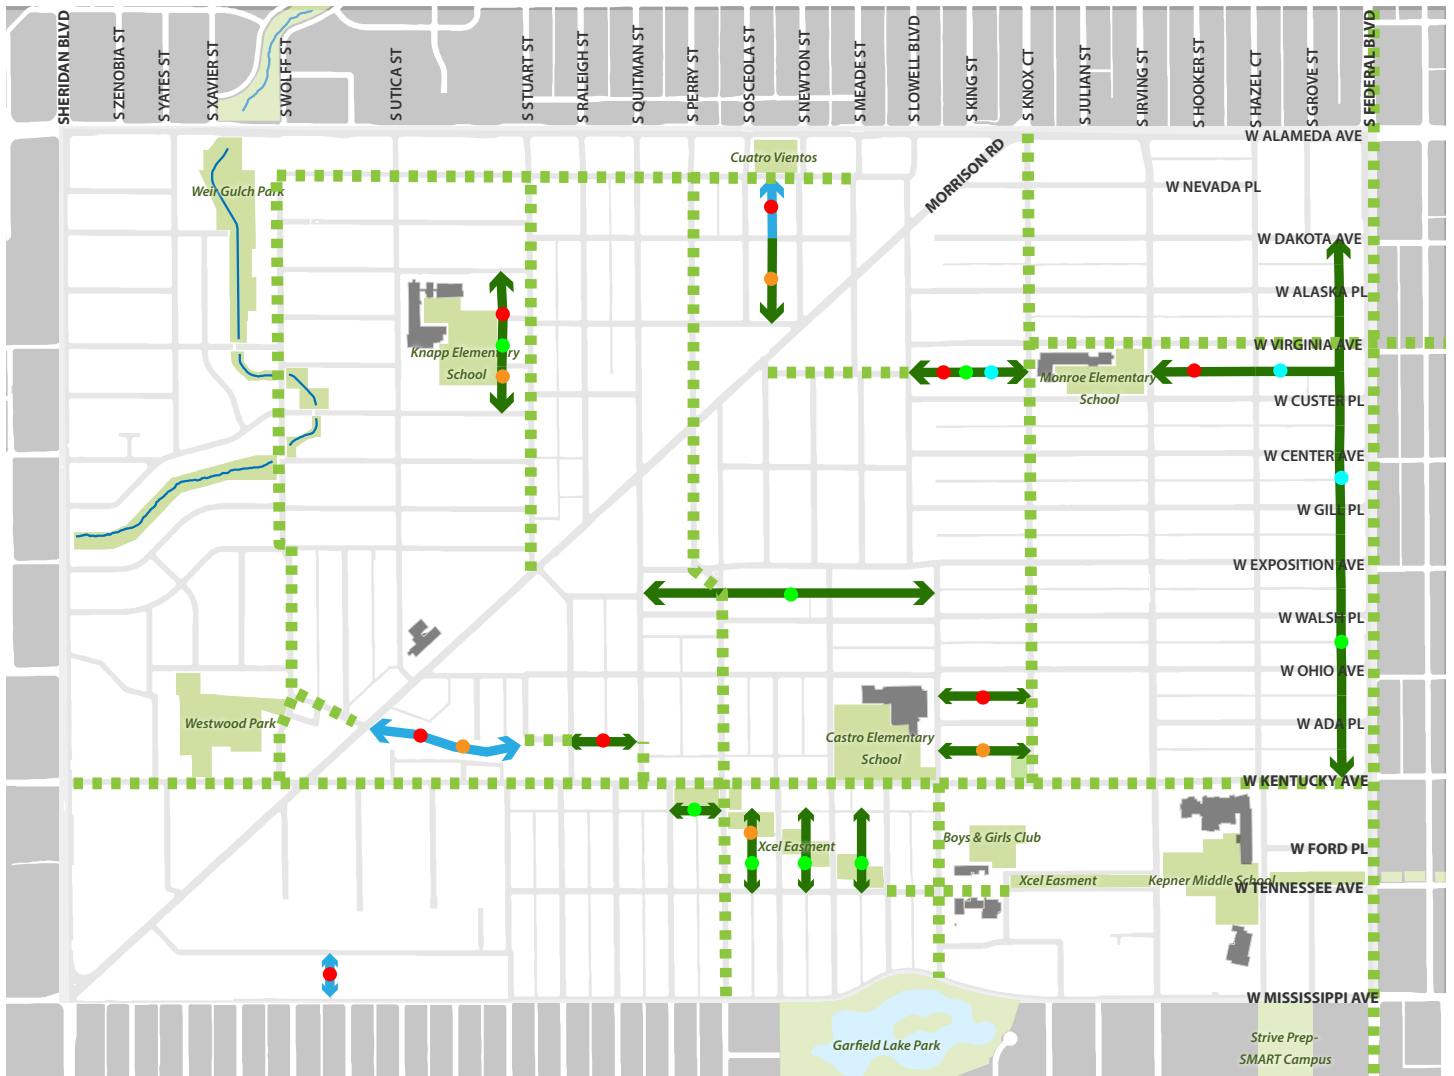 SHERIDAN BLVD
S ZENOBIA ST
S YATES ST
S XAVIER ST
S WOLFF ST
S UTICA ST
S STUART ST
S RALEIGH ST
S QUITMAN ST
S PERRY ST
S OSCEOLA ST
S NEWTON ST
S MEADE ST
S LOWELL BLVD
S KING ST
S KNOX CT
S JULIAN ST
S IRVING ST
S HOOKER ST
S HAZEL CT
S GROVE ST
S FEDERAL BLVD
W ALAMEDA AVE
MORRISON RD
Cuatro Vientos
W NEVADA PL
Weir Gulch Park
W DAKOTA AVE
W ALASKA PL
W VIRGINIA AVE
Knapp Elementary
School
Monroe Elementary
School
W CUSTER PL
W CENTER AVE
W GILL PL
W EXPOSITION AVE
W WALSH PL
W OHIO AVE
Westwood Park
W ADA PL
Castro Elementary
School
W KENTUCKY AVE
Boys & Girls Club
Xcel Easment
W FORD PL
Xcel Easment
Kepner Middle School
W TENNESSEE AVE
W MISSISSIPPI AVE
Garfield Lake Park
Strive Prep-
SMART Campus